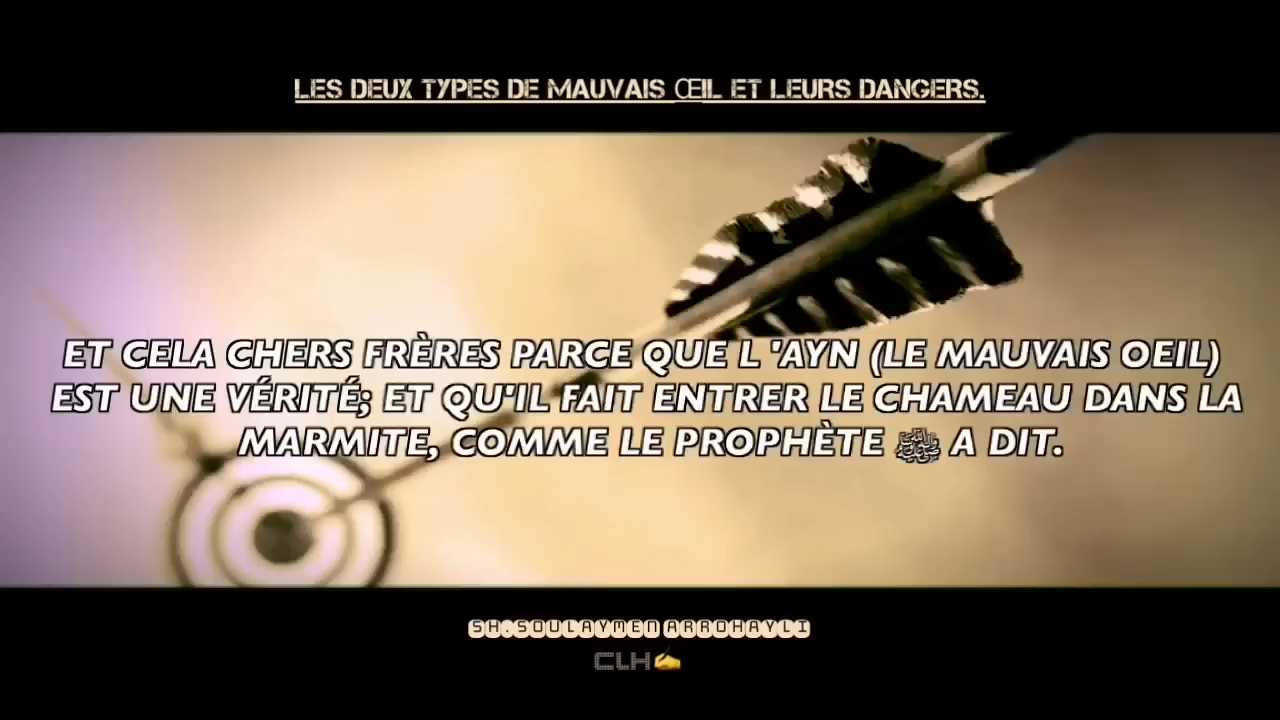 LES DEUX TYPES DE MAUVAIS ŒIL ET LEURS DANGERS.
ET CELA CHERS FRÈRES PARCE QUE L 'AYN (LE MAUVAIS OEIL)
EST UNE VÉRITÉ; ET QU'IL FAIT ENTRER LE CHAMEAU DANS LA
MARMITE, COMME LE PROPHÈTE ﷺ A DIT.
SH.SOULAYMEN ARROHAYLI
CLH✍️